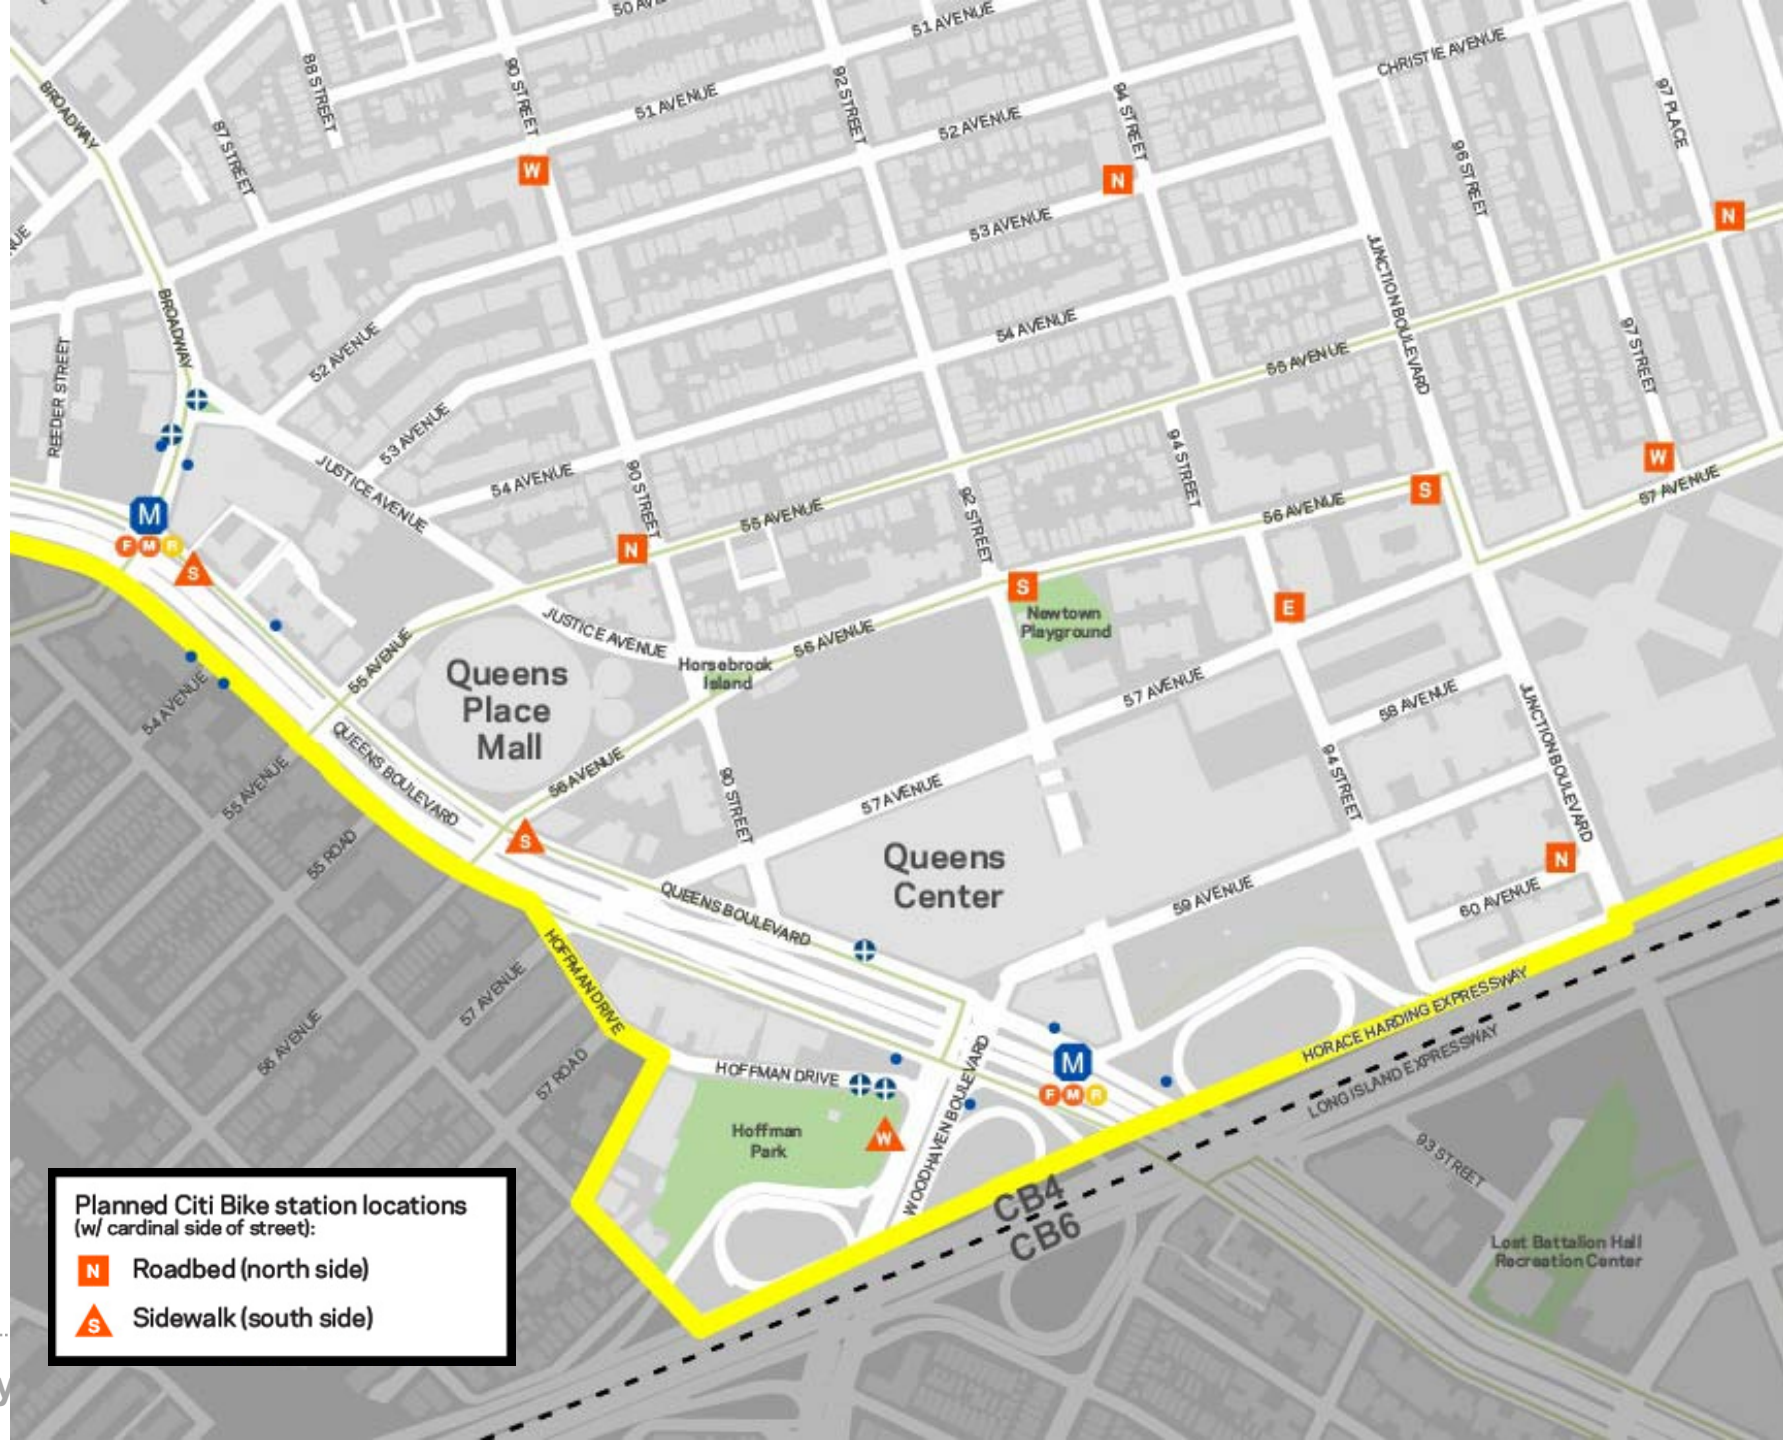 50 AVE
51 AVENUE
CHRISTIE AVENUE
BROADWAY
88 STREET
90 STREET
92 STREET
94 STREET
97 PLACE
51 AVENUE
52 AVENUE
87 STREET
96 STREET
W
N
N
53 AVENUE
NUE
JUNCTION BOULEVARD
BROADWAY
54 AVENUE
52 AVENUE
55 AVENUE
97 STREET
REEDER STREET
53 AVENUE
94 STREET
W
JUSTICE AVENUE
54 AVENUE
90 STREET
92 STREET
S
57 AVENUE
56 AVENUE
55 AVENUE
M
F M R
S
N
S
E
Newtown
Playground
JUSTICE AVENUE
56 AVENUE
55 AVENUE
Horsebrook
Island
Queens
Place
Mall
54 AVENUE
57 AVENUE
58 AVENUE
JUNCTION BOULEVARD
QUEENS BOULEVARD
56 AVENUE
90 STREET
94 STREET
55 AVENUE
57 AVENUE
S
55 ROAD
Queens
Center
N
QUEENS BOULEVARD
59 AVENUE
60 AVENUE
HOFFMAN DRIVE
57 AVENUE
56 AVENUE
57 ROAD
HOFFMAN DRIVE
WOODHAVEN BOULEVARD
M
F M R
HORACE HARDING EXPRESSWAY
LONG ISLAND EXPRESSWAY
Hoffman
Park
W
93 STREET
CB4
CB6
Lost Battalion Hall
Recreation Center
Planned Citi Bike station locations
(w/ cardinal side of street):
N Roadbed (north side)
S Sidewalk (south side)
y